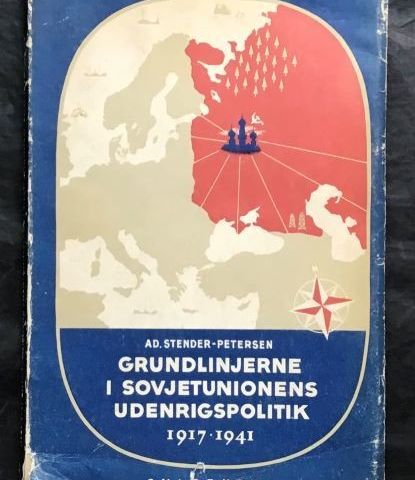 AD. STENDER-PETERSEN
GRUNDLINJERNE
I SOVJETUNIONENS
UDENRIGSPOLITIK
1917·1941